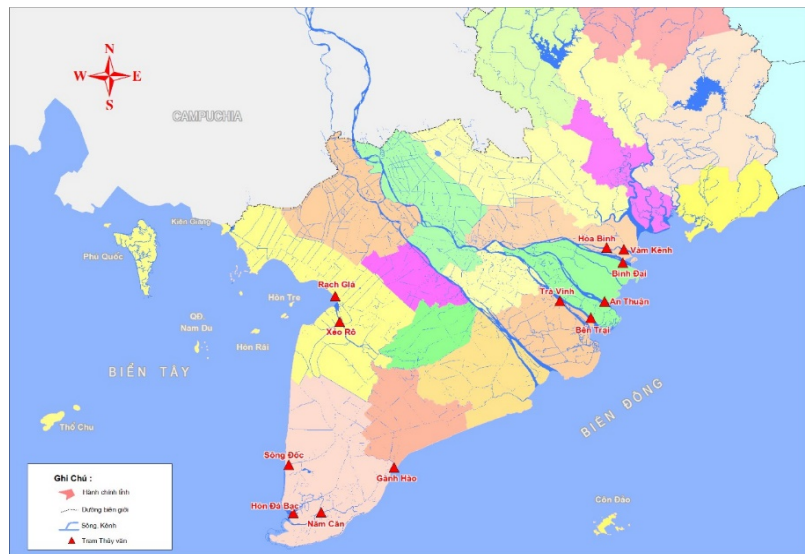 N
W E
S
CAMPUCHIA
Kiên Giang
Phú Quốc
Hòa Bình
Vàm Kênh
Bình Đại
Rạch Giá
Trà Vinh
An Thuận
Hòn Tre
QĐ
Nam Du
Xẻo Rô
Bến Trại
Hòn Rái
BIỂN TÂY
BIỂN ĐÔNG
Thổ Chu
Sông Đốc
Gành Hào
Ghi Chú :
Hành chính tỉnh
Đường biên giới
Sông, Kênh
Trạm Thủy văn
Hòn Đá Bạc
Năm Căn
Côn Đảo